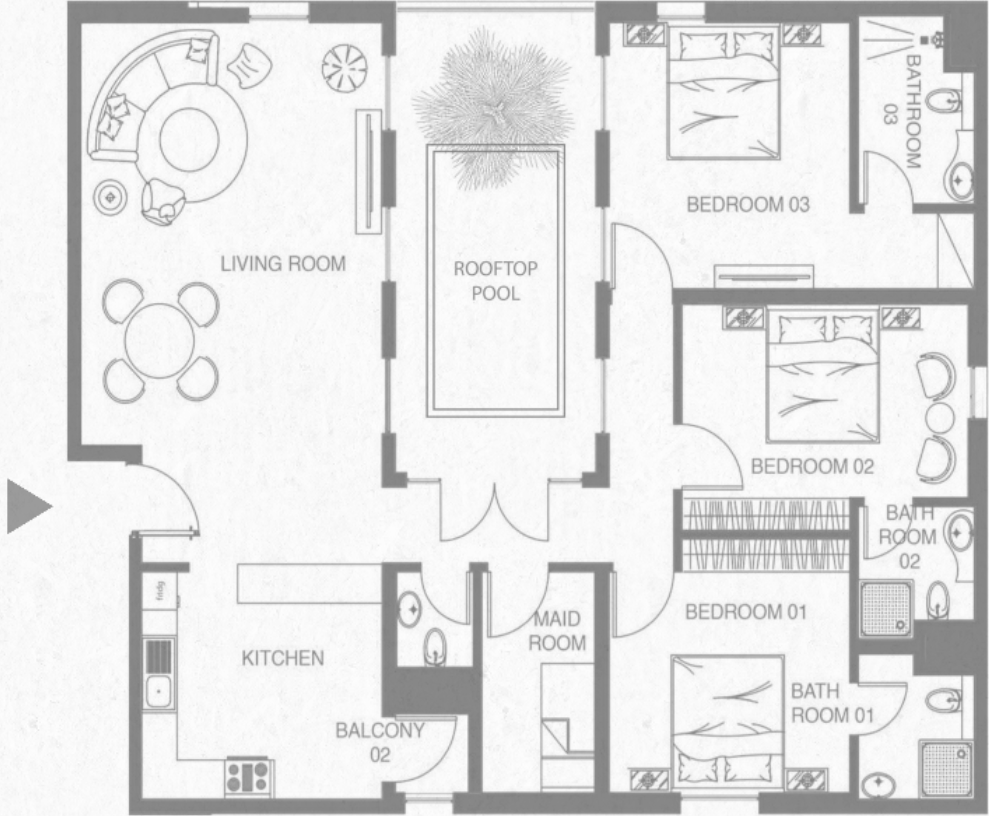 BATHROOM
03
BEDROOM 03
LIVING ROOM
ROOFTOP
POOL
BEDROOM 02
BATH
ROOM
02
fridg
MAID
ROOM
BEDROOM 01
KITCHEN
BATH
ROOM 01
BALCONY
02